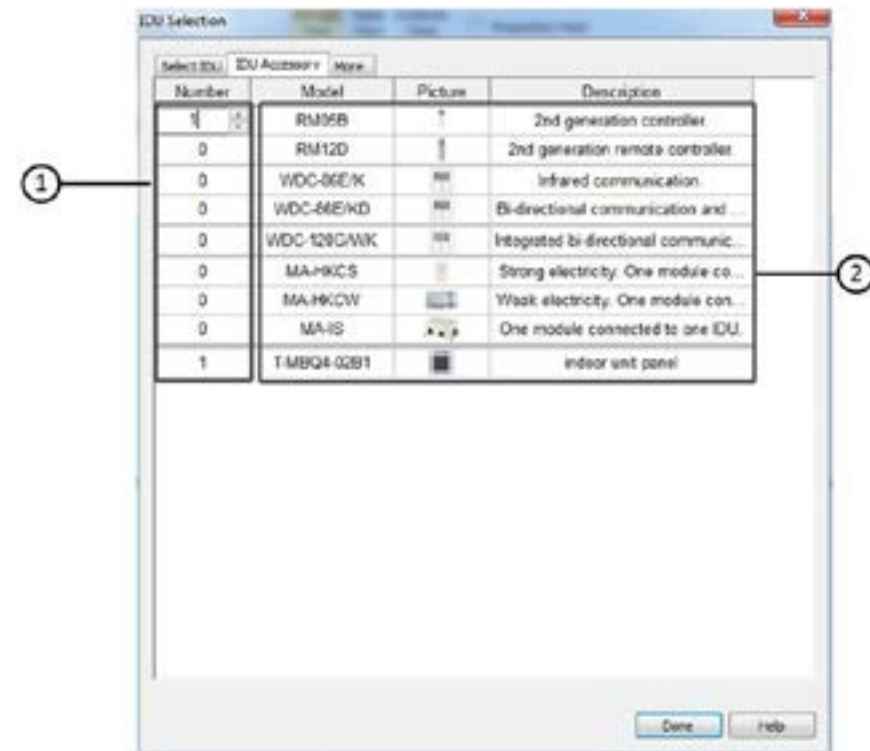 IDU Selection
Select IDU IDU Accessory More
Number Model Picture Description
1 RM05B 2nd generation controller.
0 RM12D 2nd generation remote controller.
0 WDC-86E/K Infrared communication.
0 WDC-86E/KD Bi-directional communication and ...
0 WDC-120G/WK Integrated bi-directional communic...
0 MA-HKCS Strong electricity. One module co...
0 MA-HKCW Weak electricity. One module con...
0 MA-IS One module connected to one IDU.
1 T-MBQ4-02B1 indoor unit panel
1
2
Done Help